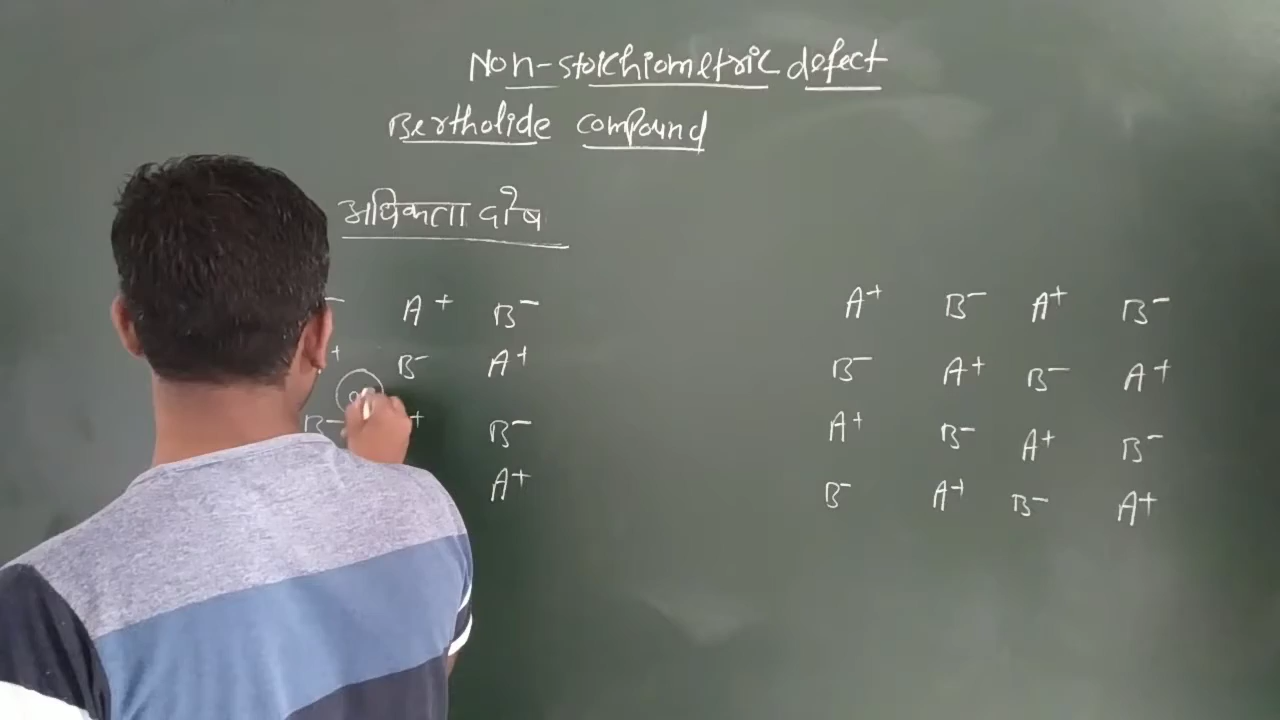 Non-stoichiometric defect
Bertholide compound
अधिकता दोष
A+ B- A+ B- A+ B-
B- A+ B- A+ B- A+
B- B- A+ B- A+ B-
A+ B- A+ B- A+